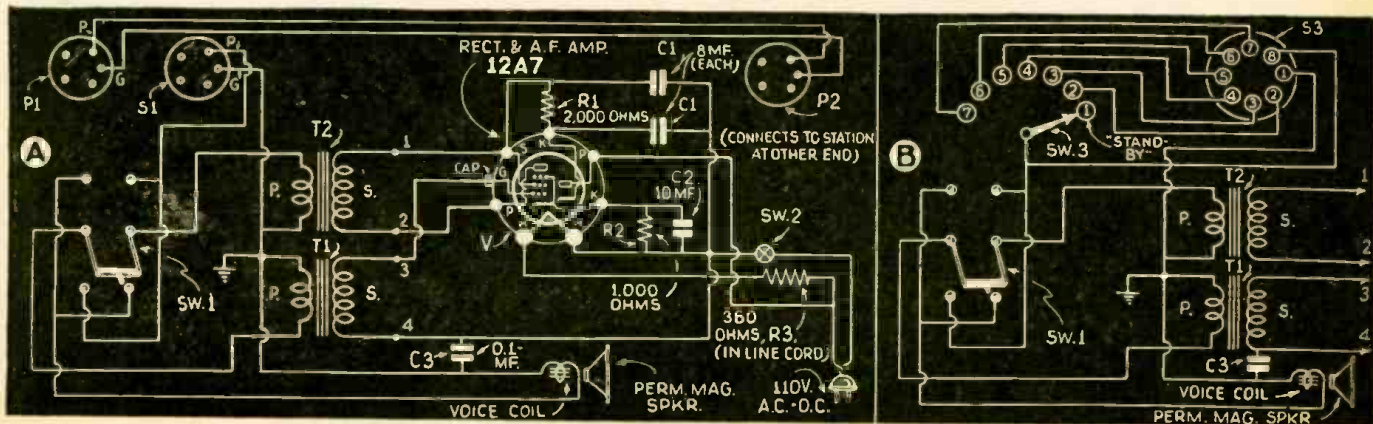 A
P1
P
G
S1
P
G
RECT. & A.F. AMP.
12A7
C1
8 MF.
(EACH)
R1
2,000 OHMS
C1
P2
(CONNECTS TO STATION
AT OTHER END)
T2
1
P.
S.
2
T1
3
P.
S.
4
SW.1
CAP
S
K
P
G
P
K
V
C2
10 MF.
R2
SW.2
1,000
OHMS
360
OHMS, R3,
(IN LINE CORD)
C3
0.1-
MF.
VOICE COIL
PERM. MAG.
SPKR.
110V.
A.C.-D.C.
B
S3
7
6
5
4
3
2
1
7
8
6
1
5
4
3
2
"STAND-
BY"
SW.3
T2
1
P.
S.
2
T1
3
P.
S.
4
SW.1
C3
VOICE COIL
PERM. MAG. SPKR